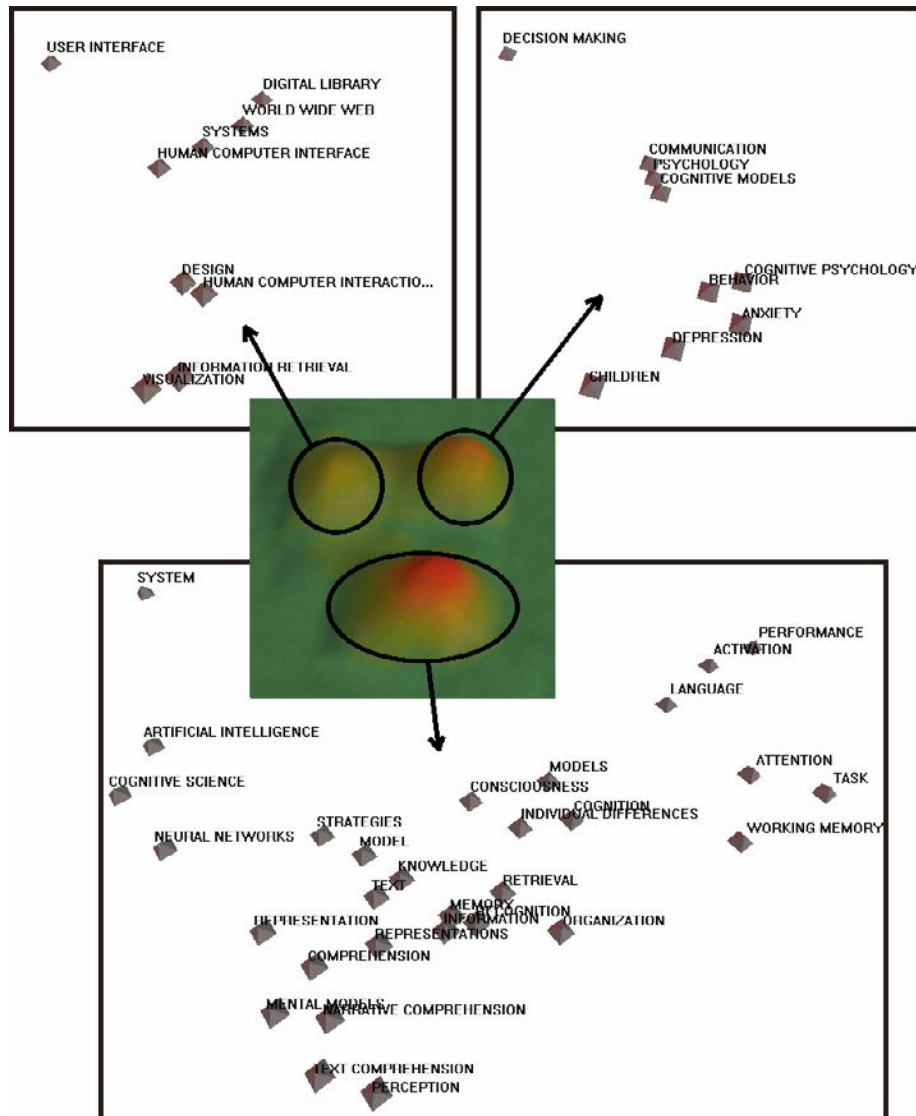 USER INTERFACE
DIGITAL LIBRARY
WORLD WIDE WEB
SYSTEMS
HUMAN COMPUTER INTERFACE
DESIGN
HUMAN COMPUTER INTERACTIO...
INFORMATION RETRIEVAL
VISUALIZATION
DECISION MAKING
COMMUNICATION
PSYCHOLOGY
COGNITIVE MODELS
COGNITIVE PSYCHOLOGY
BEHAVIOR
ANXIETY
DEPRESSION
CHILDREN
SYSTEM
PERFORMANCE
ACTIVATION
LANGUAGE
ARTIFICIAL INTELLIGENCE
MODELS
ATTENTION
COGNITIVE SCIENCE
CONSCIOUSNESS
TASK
COGNITION
INDIVIDUAL DIFFERENCES
STRATEGIES
NEURAL NETWORKS
WORKING MEMORY
MODEL
KNOWLEDGE
RETRIEVAL
TEXT
MEMORY
RECOGNITION
INFORMATION
ORGANIZATION
REPRESENTATION
REPRESENTATIONS
COMPREHENSION
MENTAL MODELS
NARRATIVE COMPREHENSION
TEXT COMPREHENSION
PERCEPTION